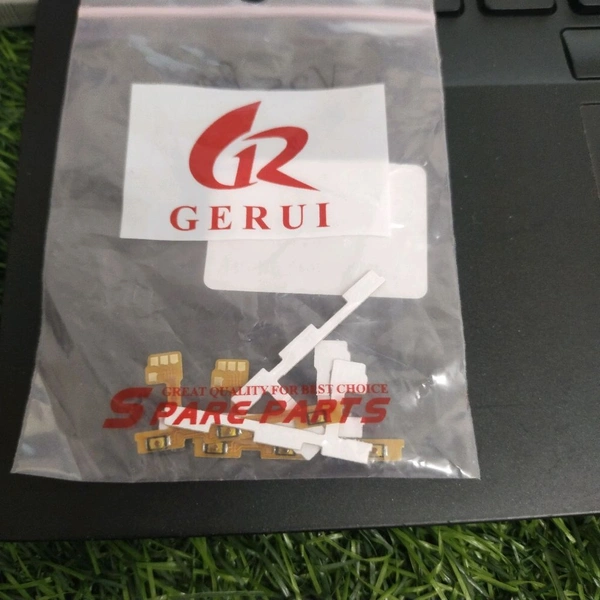 GR
GERUI
GREAT QUALITY FOR BEST CHOICE
SPARE PARTS